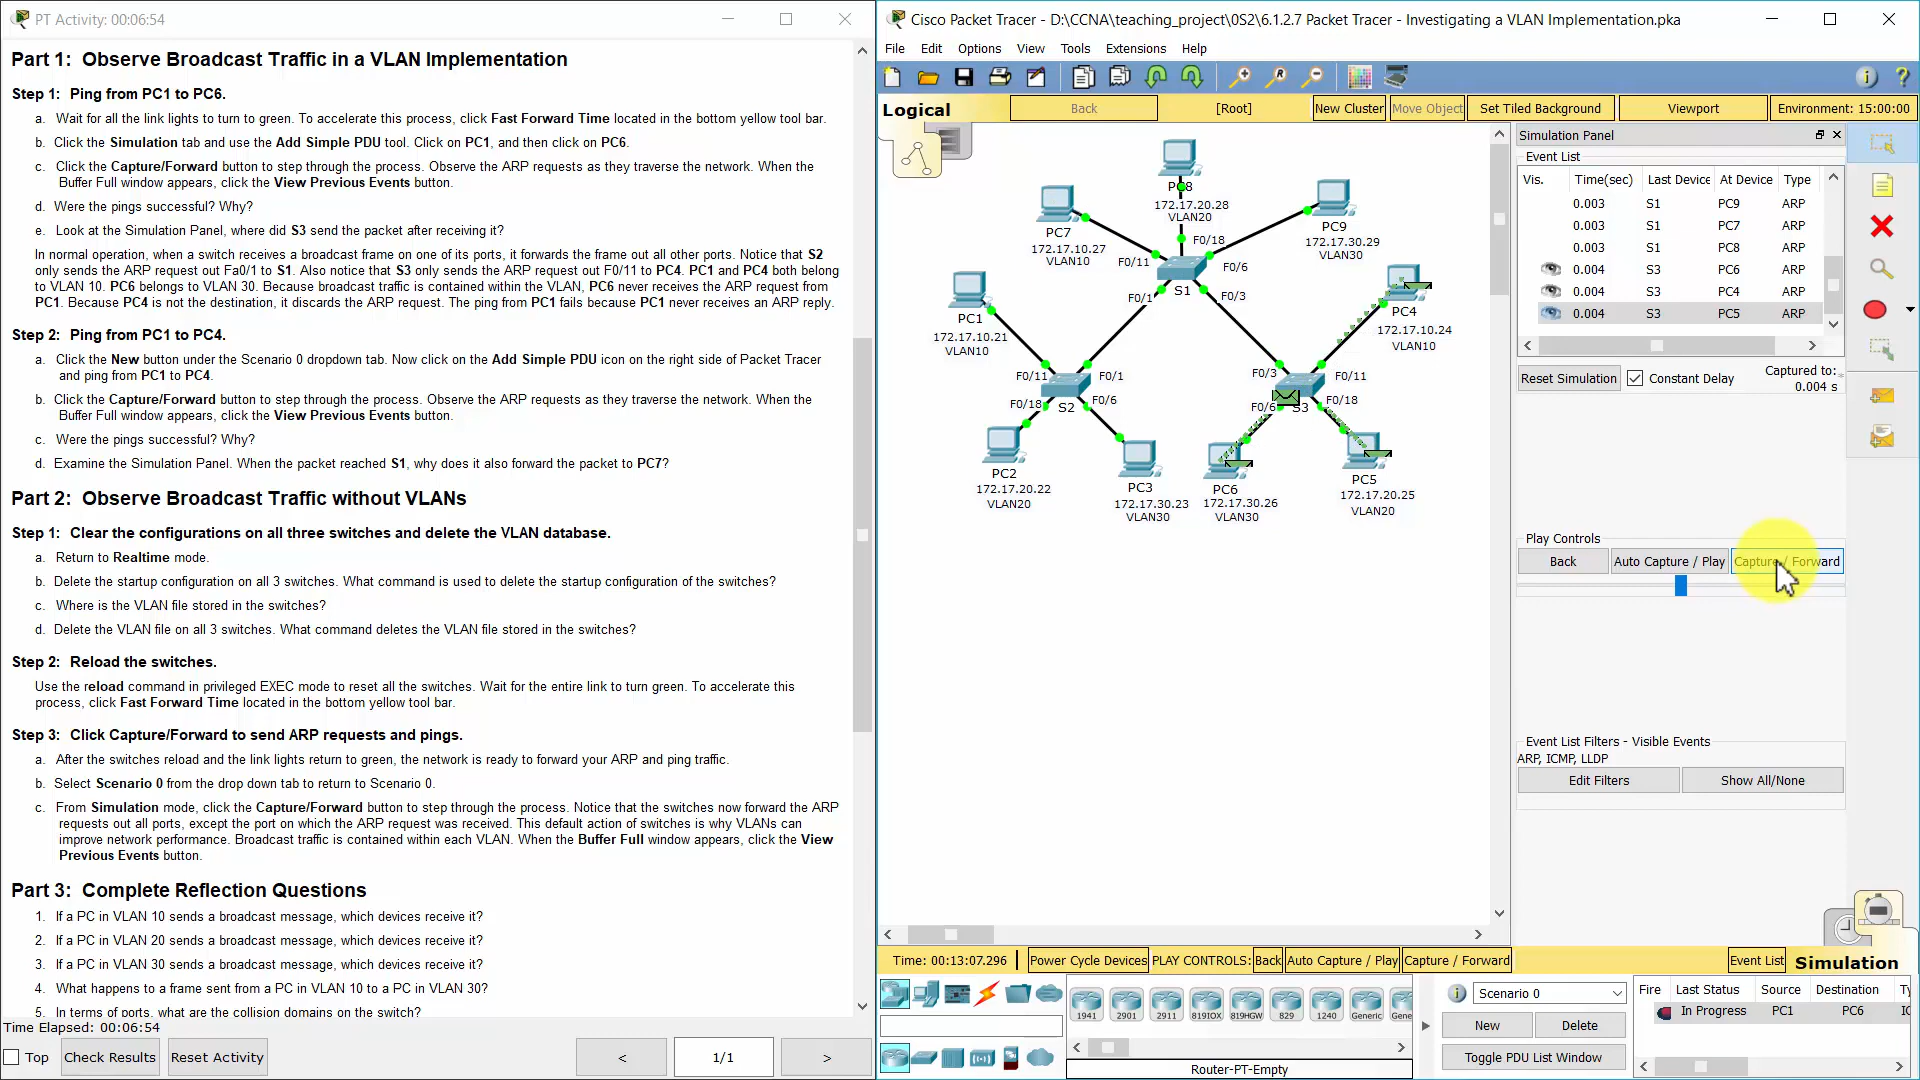 PT Activity: 00:06:54
Part 1: Observe Broadcast Traffic in a VLAN Implementation
Step 1: Ping from PC1 to PC6.
a. Wait for all the link lights to turn to green. To accelerate this process, click Fast Forward Time located in the bottom yellow tool bar.
b. Click the Simulation tab and use the Add Simple PDU tool. Click on PC1, and then click on PC6.
c. Click the Capture/Forward button to step through the process. Observe the ARP requests as they traverse the network. When the
Buffer Full window appears, click the View Previous Events button.
d. Were the pings successful? Why?
e. Look at the Simulation Panel, where did S3 send the packet after receiving it?
In normal operation, when a switch receives a broadcast frame on one of its ports, it forwards the frame out all other ports. Notice that S2
only sends the ARP request out Fa0/1 to S1. Also notice that S3 only sends the ARP request out F0/11 to PC4. PC1 and PC4 both belong
to VLAN 10. PC6 belongs to VLAN 30. Because broadcast traffic is contained within the VLAN, PC6 never receives the ARP request from
PC1. Because PC4 is not the destination, it discards the ARP request. The ping from PC1 fails because PC1 never receives an ARP reply.
Step 2: Ping from PC1 to PC4.
a. Click the New button under the Scenario 0 dropdown tab. Now click on the Add Simple PDU icon on the right side of Packet Tracer
and ping from PC1 to PC4.
b. Click the Capture/Forward button to step through the process. Observe the ARP requests as they traverse the network. When the
Buffer Full window appears, click the View Previous Events button.
c. Were the pings successful? Why?
d. Examine the Simulation Panel. When the packet reached S1, why does it also forward the packet to PC7?
Part 2: Observe Broadcast Traffic without VLANs
Step 1: Clear the configurations on all three switches and delete the VLAN database.
a. Return to Realtime mode.
b. Delete the startup configuration on all 3 switches. What command is used to delete the startup configuration of the switches?
c. Where is the VLAN file stored in the switches?
d. Delete the VLAN file on all 3 switches. What command deletes the VLAN file stored in the switches?
Step 2: Reload the switches.
Use the reload command in privileged EXEC mode to reset all the switches. Wait for the entire link to turn green. To accelerate this
process, click Fast Forward Time located in the bottom yellow tool bar.
Step 3: Click Capture/Forward to send ARP requests and pings.
a. After the switches reload and the link lights return to green, the network is ready to forward your ARP and ping traffic.
b. Select Scenario 0 from the drop down tab to return to Scenario 0.
c. From Simulation mode, click the Capture/Forward button to step through the process. Notice that the switches now forward the ARP
requests out all ports, except the port on which the ARP request was received. This default action of switches is why VLANs can
improve network performance. Broadcast traffic is contained within each VLAN. When the Buffer Full window appears, click the View
Previous Events button.
Part 3: Complete Reflection Questions
1. If a PC in VLAN 10 sends a broadcast message, which devices receive it?
2. If a PC in VLAN 20 sends a broadcast message, which devices receive it?
3. If a PC in VLAN 30 sends a broadcast message, which devices receive it?
4. What happens to a frame sent from a PC in VLAN 10 to a PC in VLAN 30?
5. In terms of ports, what are the collision domains on the switch?
Time Elapsed: 00:06:54
Top Check Results Reset Activity < 1/1 >
Cisco Packet Tracer - D:\CCNA\teaching_project\0S2\6.1.2.7 Packet Tracer - Investigating a VLAN Implementation.pka
File Edit Options View Tools Extensions Help
Logical Back [Root] New Cluster Move Object Set Tiled Background Viewport Environment: 15:00:00
PC8
172.17.20.28
VLAN20
PC7
172.17.10.27
VLAN10
PC9
172.17.30.29
VLAN30
F0/18
F0/11
F0/6
S1
F0/1
F0/3
PC1
172.17.10.21
VLAN10
PC4
172.17.10.24
VLAN10
F0/11
F0/1
F0/18
F0/6
S2
F0/3
F0/11
F0/6
F0/18
S3
PC2
172.17.20.22
VLAN20
PC3
172.17.30.23
VLAN30
PC6
172.17.30.26
VLAN30
PC5
172.17.20.25
VLAN20
Simulation Panel
Event List
Vis. Time(sec) Last Device At Device Type
0.003 S1 PC9 ARP
0.003 S1 PC7 ARP
0.003 S1 PC8 ARP
0.004 S3 PC6 ARP
0.004 S3 PC4 ARP
0.004 S3 PC5 ARP
Reset Simulation Constant Delay Captured to:
0.004 s
Play Controls
Back Auto Capture / Play Capture / Forward
Event List Filters - Visible Events
ARP, ICMP, LLDP
Edit Filters Show All/None
Time: 00:13:07.296 Power Cycle Devices PLAY CONTROLS: Back Auto Capture / Play Capture / Forward Event List Simulation
1941 2901 2911 819IOX 819HGW 829 1240 Generic Gene
Router-PT-Empty
Scenario 0
New Delete
Toggle PDU List Window
Fire Last Status Source Destination Ty
In Progress PC1 PC6 IC